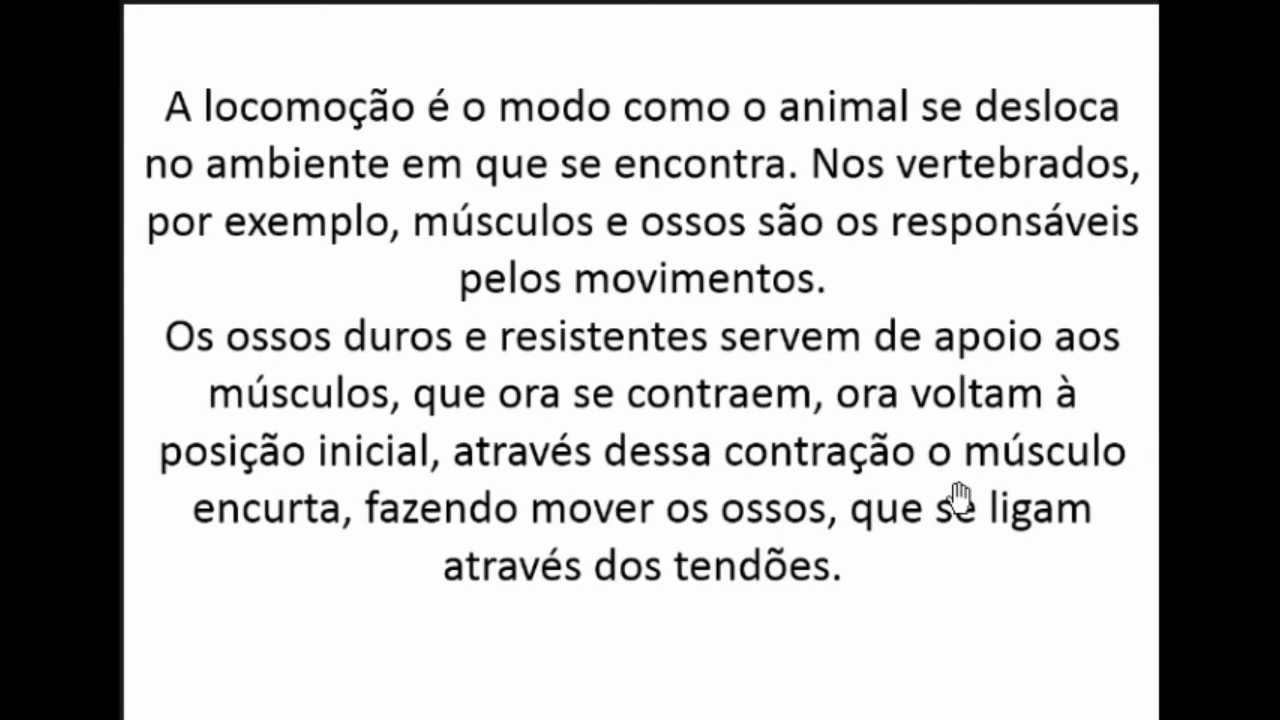 A locomoção é o modo como o animal se desloca
no ambiente em que se encontra. Nos vertebrados,
por exemplo, músculos e ossos são os responsáveis
pelos movimentos.
Os ossos duros e resistentes servem de apoio aos
músculos, que ora se contraem, ora voltam à
posição inicial, através dessa contração o músculo
encurta, fazendo mover os ossos, que se ligam
através dos tendões.